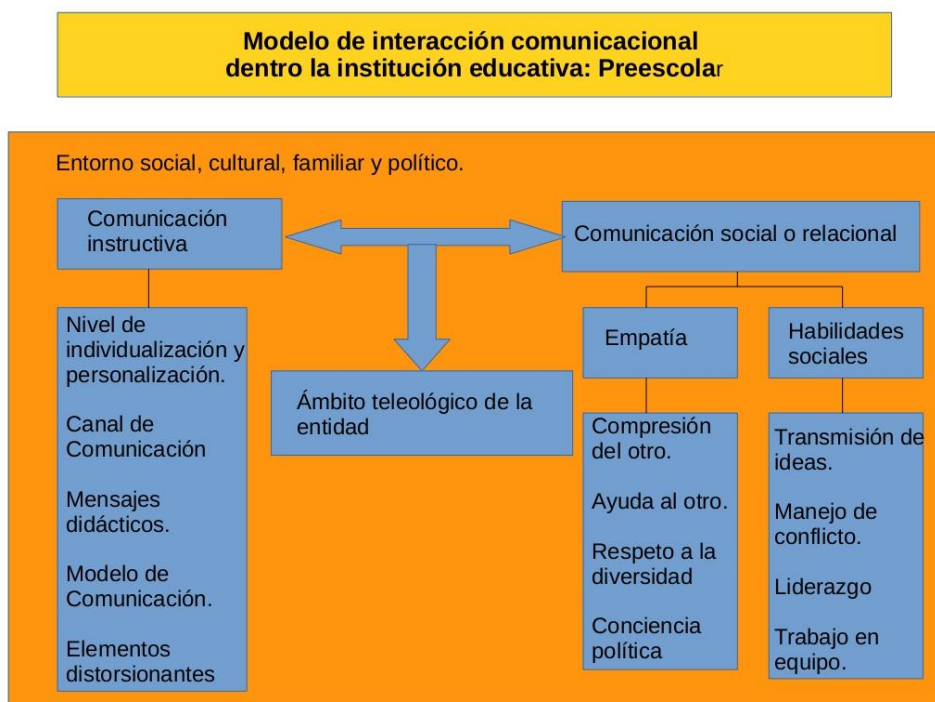 Modelo de interacción comunicacional
dentro la institución educativa: Preescolar
Entorno social, cultural, familiar y político.
Comunicación
instructiva
Comunicación social o relacional
Nivel de
individualización y
personalización.
Canal de
Comunicación
Mensajes
didácticos.
Modelo de
Comunicación.
Elementos
distorsionantes
Ámbito teleológico de la
entidad
Empatía
Compresión
del otro.
Ayuda al otro.
Respeto a la
diversidad
Conciencia
política
Habilidades
sociales
Transmisión de
ideas.
Manejo de
conflicto.
Liderazgo
Trabajo en
equipo.